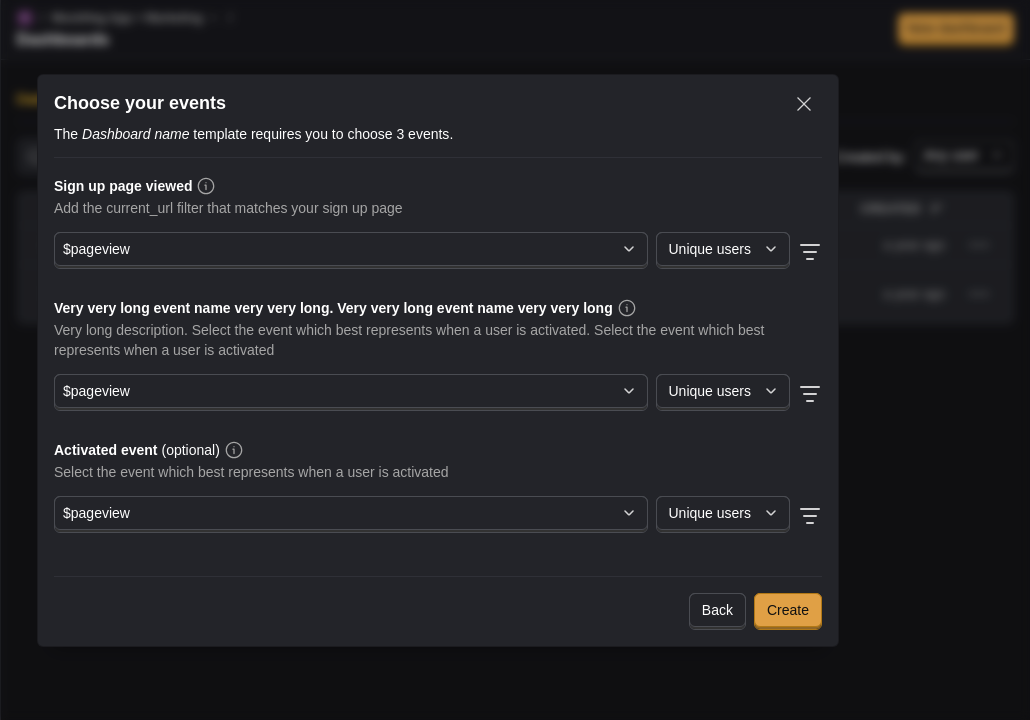 Dashboards
Choose your events
The Dashboard name template requires you to choose 3 events.
Sign up page viewed
Add the current_url filter that matches your sign up page
$pageview
Unique users
Very very long event name very very long. Very very long event name very very long
Very long description. Select the event which best represents when a user is activated. Select the event which best
represents when a user is activated
$pageview
Unique users
Activated event (optional)
Select the event which best represents when a user is activated
$pageview
Unique users
Back
Create